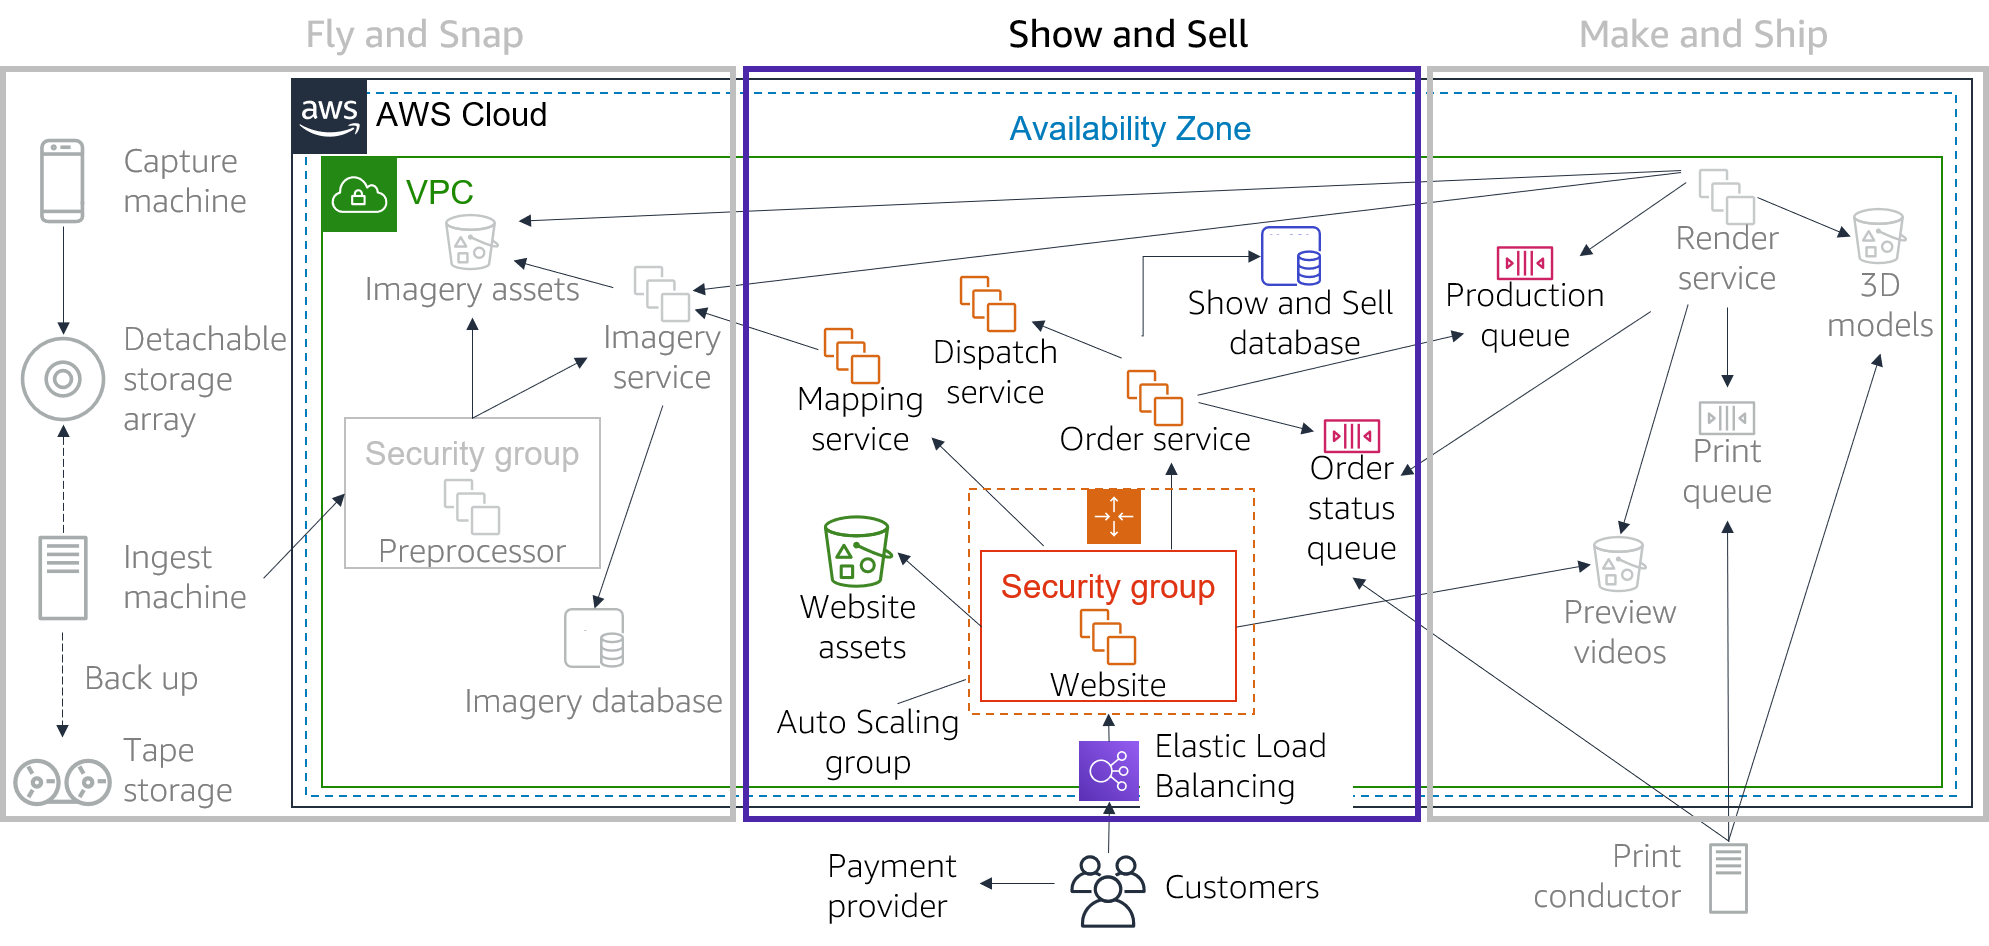 Fly and Snap
Show and Sell
Make and Ship
aws
AWS Cloud
Availability Zone
VPC
Capture
machine
Detachable
storage
array
Ingest
machine
Back up
Tape
storage
Imagery assets
Imagery
service
Security group
Preprocessor
Imagery database
Mapping
service
Dispatch
service
Show and Sell
database
Order service
Order
status
queue
Website
assets
Security group
Website
Auto Scaling
group
Elastic Load
Balancing
Payment
provider
Customers
Production
queue
Render
service
3D
models
Print
queue
Preview
videos
Print
conductor